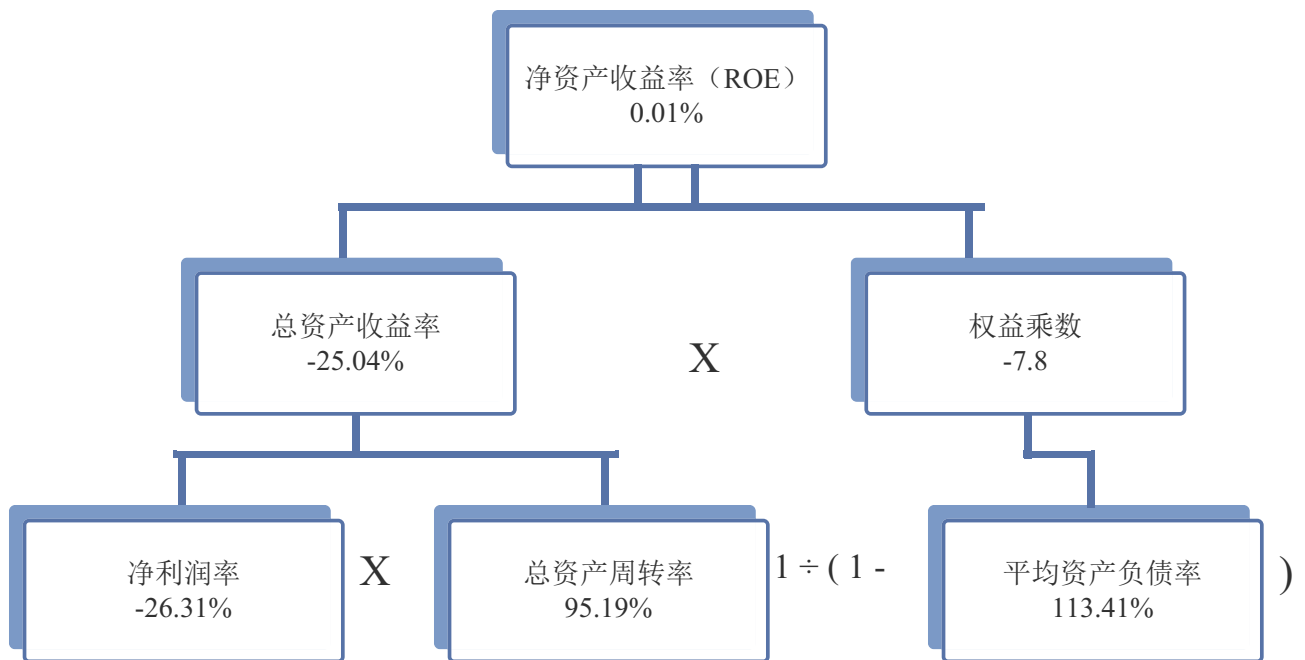 净资产收益率（ROE）
0.01%
总资产收益率
-25.04%
X
权益乘数
-7.8
净利润率
-26.31%
X
总资产周转率
95.19%
1 ÷ ( 1 -
平均资产负债率
113.41%
)